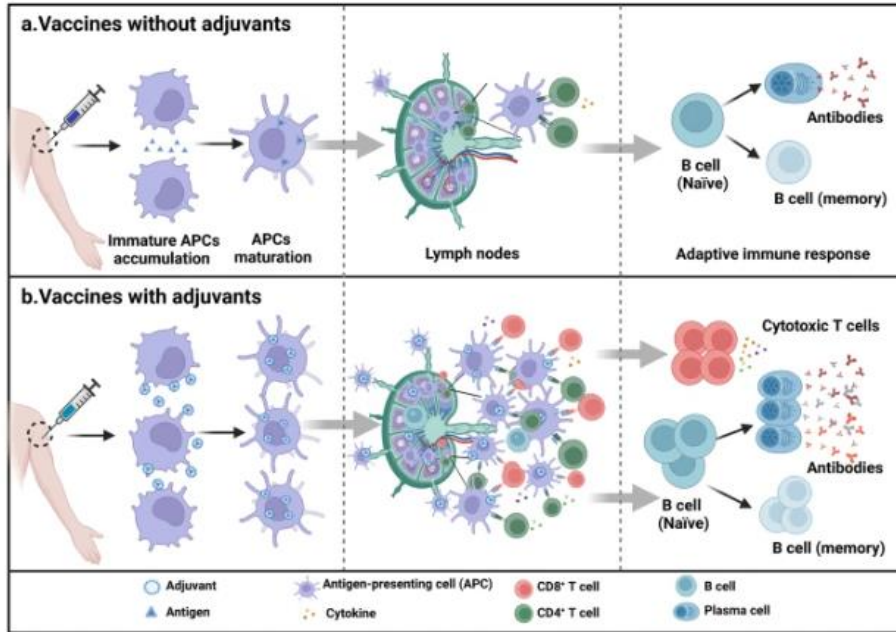 a.Vaccines without adjuvants
Immature APCs
accumulation
APCs
maturation
Lymph nodes
B cell
(Naïve)
Antibodies
B cell (memory)
Adaptive immune response
b.Vaccines with adjuvants
Cytotoxic T cells
B cell
(Naïve)
Antibodies
B cell (memory)
Adjuvant
Antigen-presenting cell (APC)
CD8⁺ T cell
B cell
Antigen
Cytokine
CD4⁺ T cell
Plasma cell